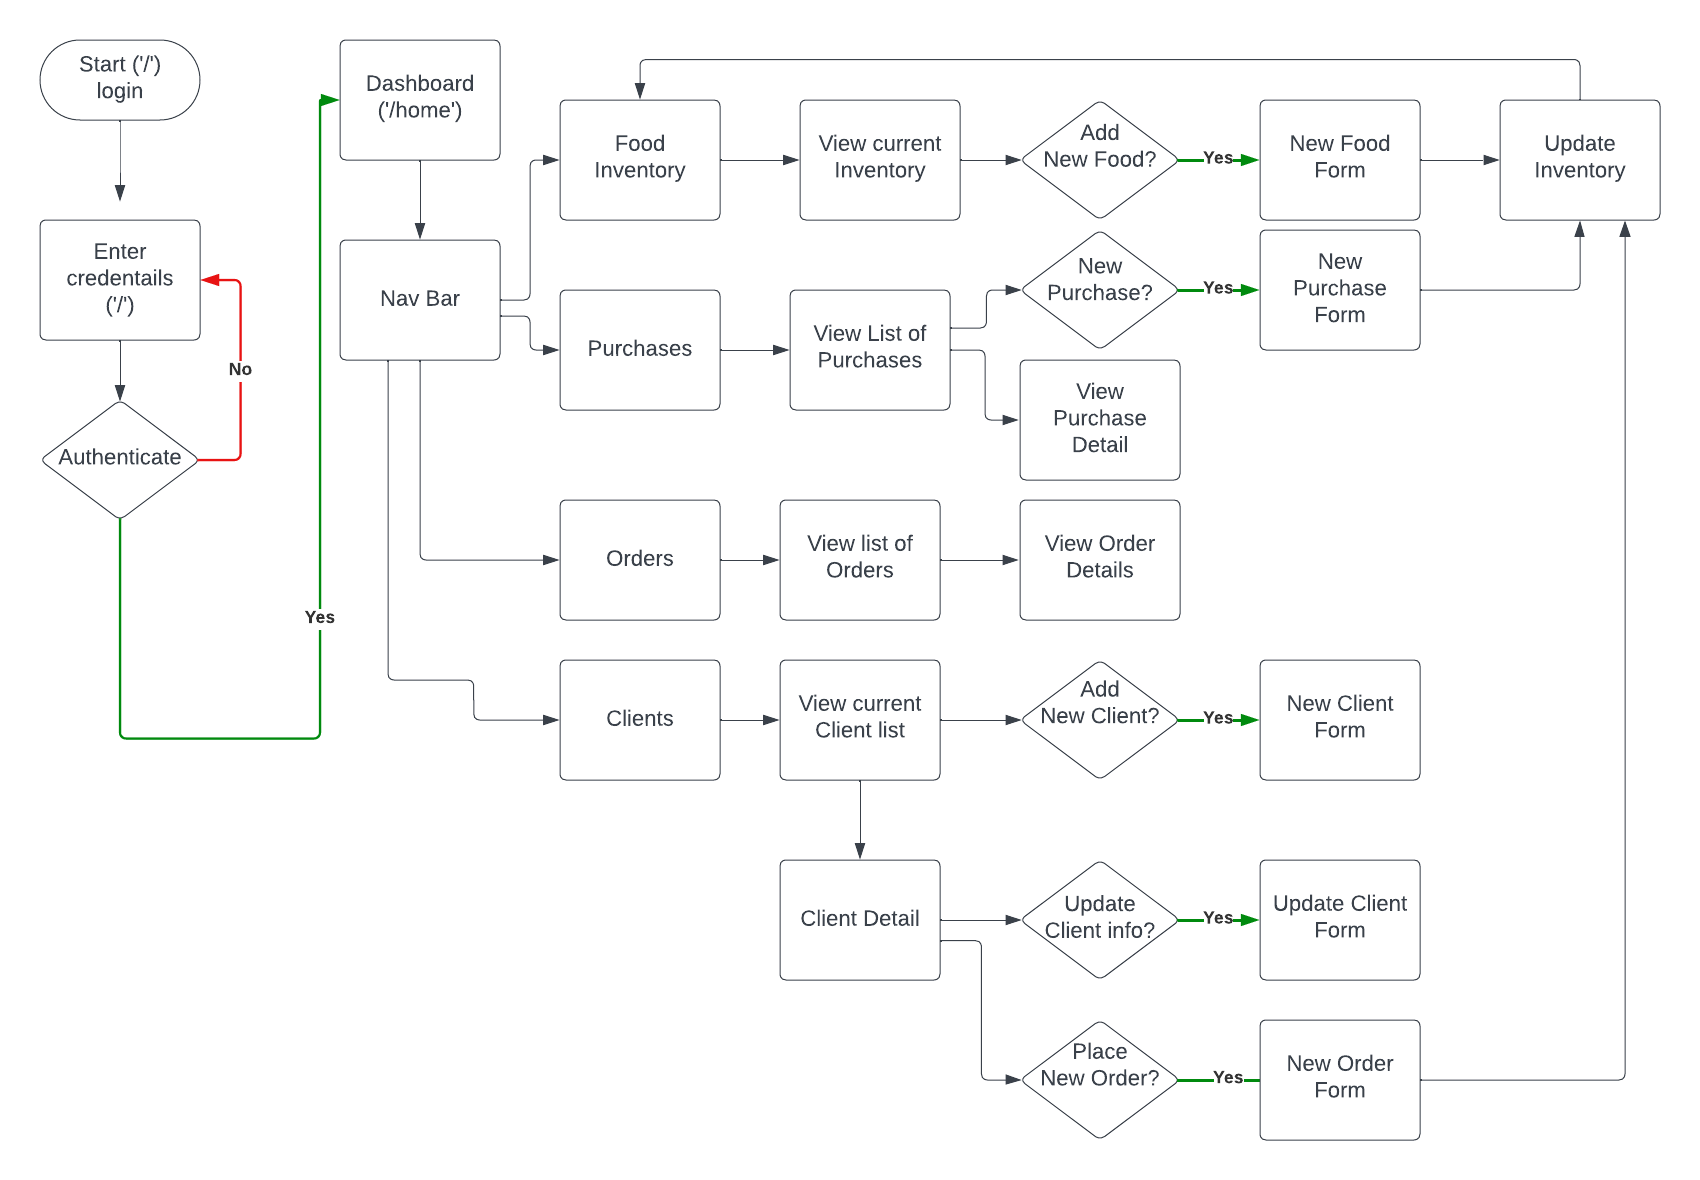 Start ('/')
login
Enter
credentails
('/')
No
Authenticate
Yes
Dashboard
('/home')
Nav Bar
Food
Inventory
View current
Inventory
Add
New Food?
Yes
New Food
Form
Update
Inventory
Purchases
View List of
Purchases
New
Purchase?
Yes
New
Purchase
Form
View
Purchase
Detail
Orders
View list of
Orders
View Order
Details
Clients
View current
Client list
Add
New Client?
Yes
New Client
Form
Client Detail
Update
Client info?
Yes
Update Client
Form
Place
New Order?
Yes
New Order
Form